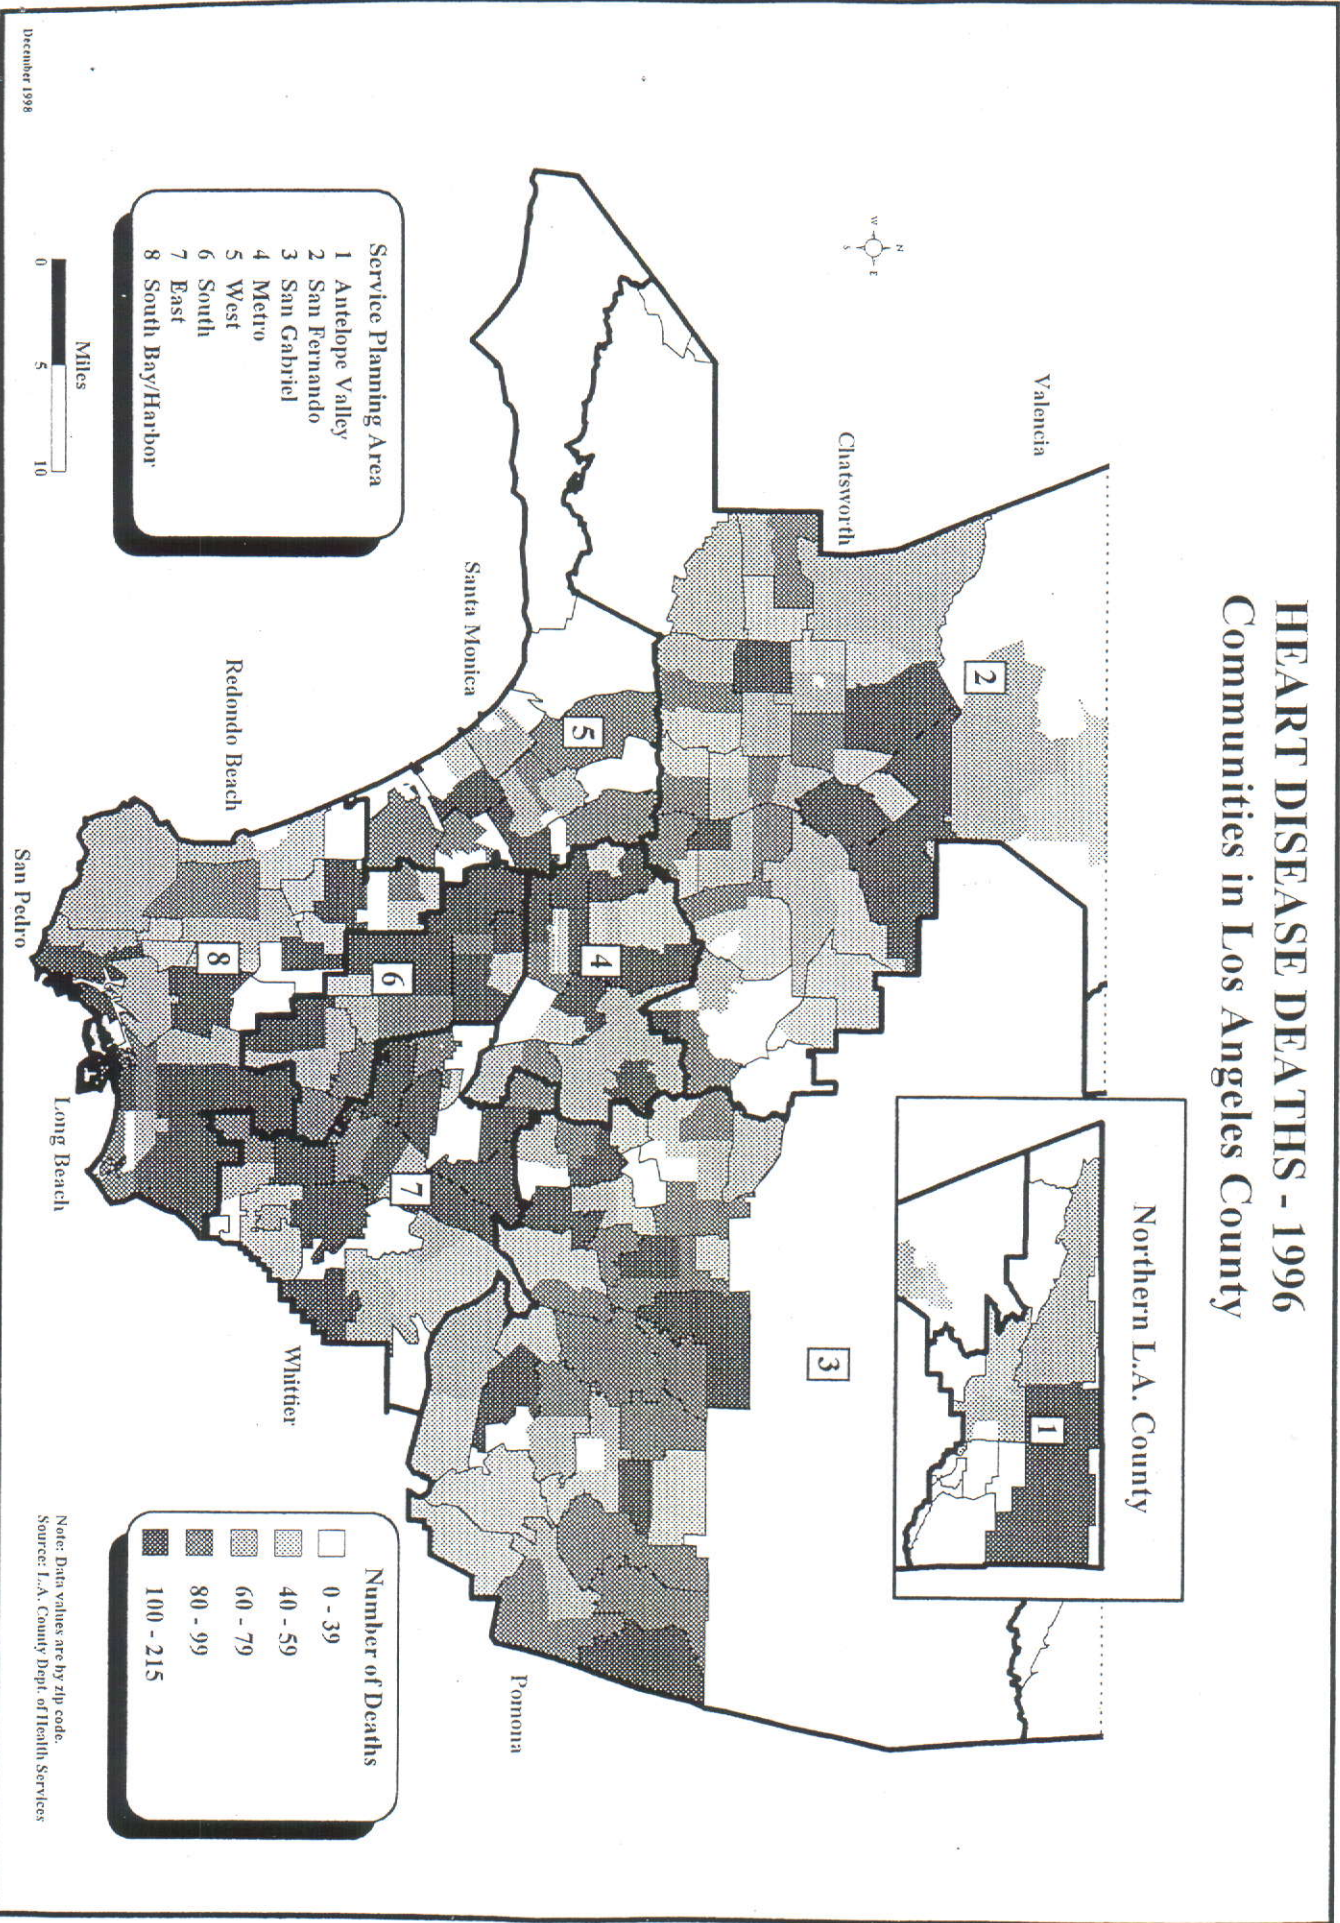 HEART DISEASE DEATHS - 1996
Communities in Los Angeles County
Northern L.A. County
1
Valencia
Chatsworth
N
W
E
S
2
3
5
4
6
7
8
Santa Monica
Redondo Beach
San Pedro
Long Beach
Whittier
Pomona
Service Planning Area
1 Antelope Valley
2 San Fernando
3 San Gabriel
4 Metro
5 West
6 South
7 East
8 South Bay/Harbor
Miles
0 5 10
Number of Deaths
0 - 39
40 - 59
60 - 79
80 - 99
100 - 215
Note: Data values are by zip code.
Source: L.A. County Dept. of Health Services
December 1998